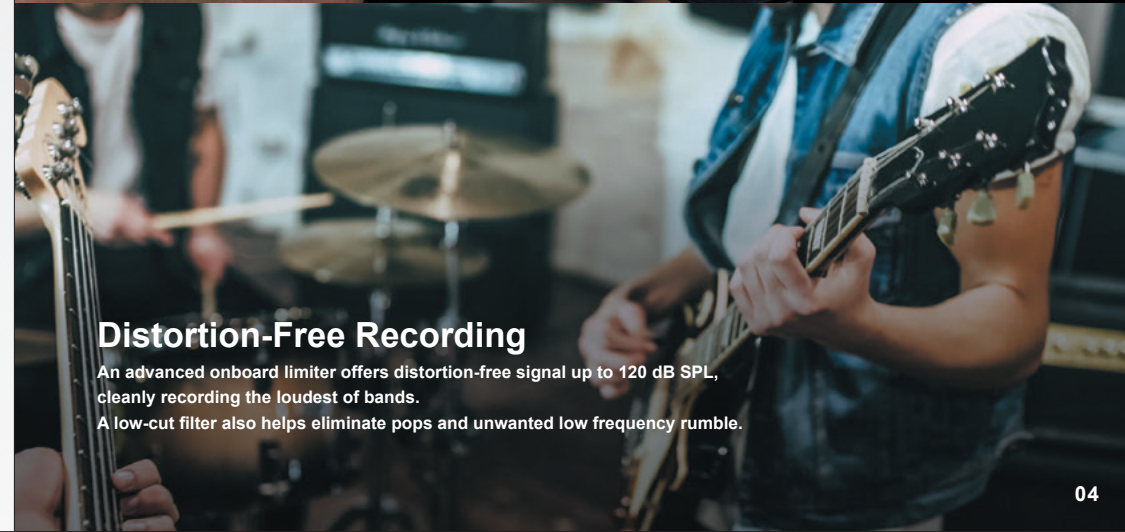 Distortion-Free Recording
An advanced onboard limiter offers distortion-free signal up to 120 dB SPL,
cleanly recording the loudest of bands.
A low-cut filter also helps eliminate pops and unwanted low frequency rumble.
04